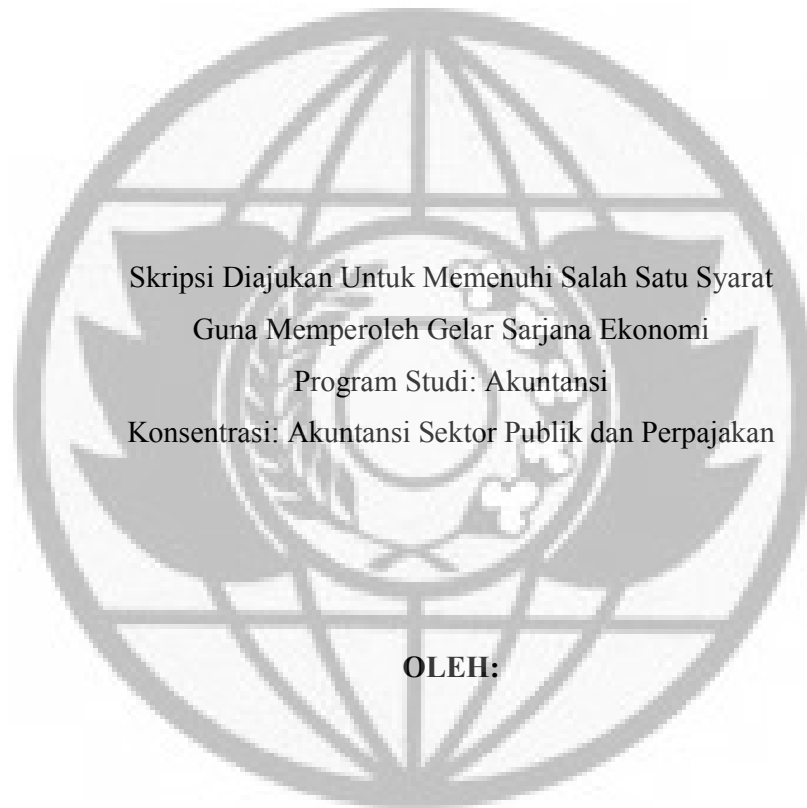 Skripsi Diajukan Untuk Memenuhi Salah Satu Syarat
Guna Memperoleh Gelar Sarjana Ekonomi
Program Studi: Akuntansi
Konsentrasi: Akuntansi Sektor Publik dan Perpajakan
OLEH: